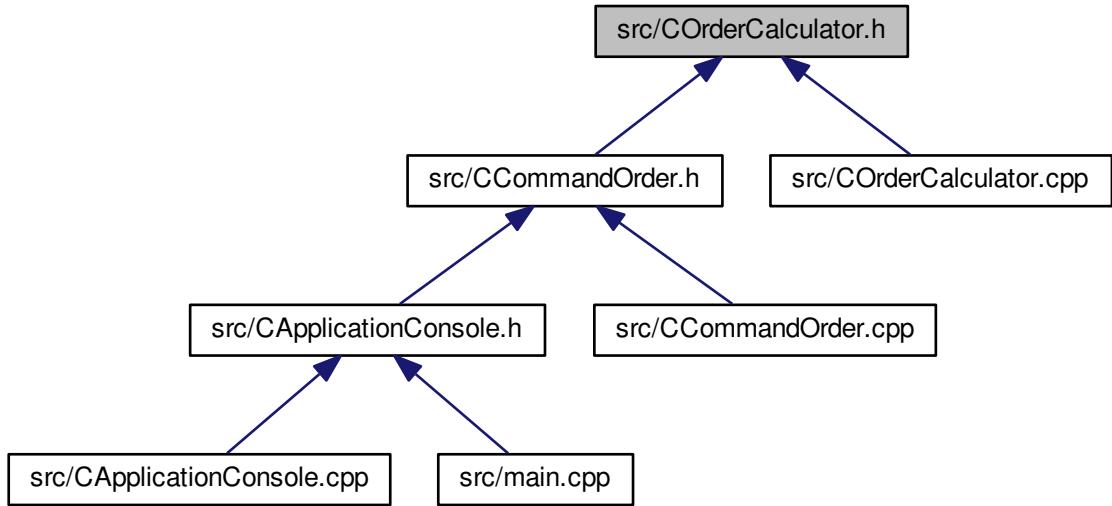 src/COrderCalculator.h
src/CCommandOrder.h
src/COrderCalculator.cpp
src/CApplicationConsole.h
src/CCommandOrder.cpp
src/CApplicationConsole.cpp
src/main.cpp